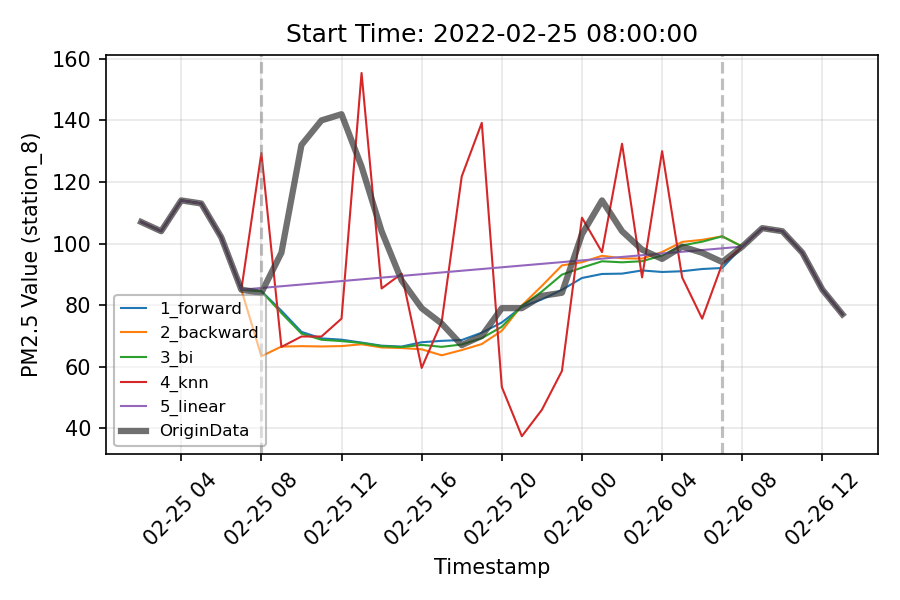 Start Time: 2022-02-25 08:00:00
PM2.5 Value (station_8)
160
140
120
100
80
60
40
1_forward
2_backward
3_bi
4_knn
5_linear
OriginData
02-25 04
02-25 08
02-25 12
02-25 16
02-25 20
02-26 00
02-26 04
02-26 08
02-26 12
Timestamp